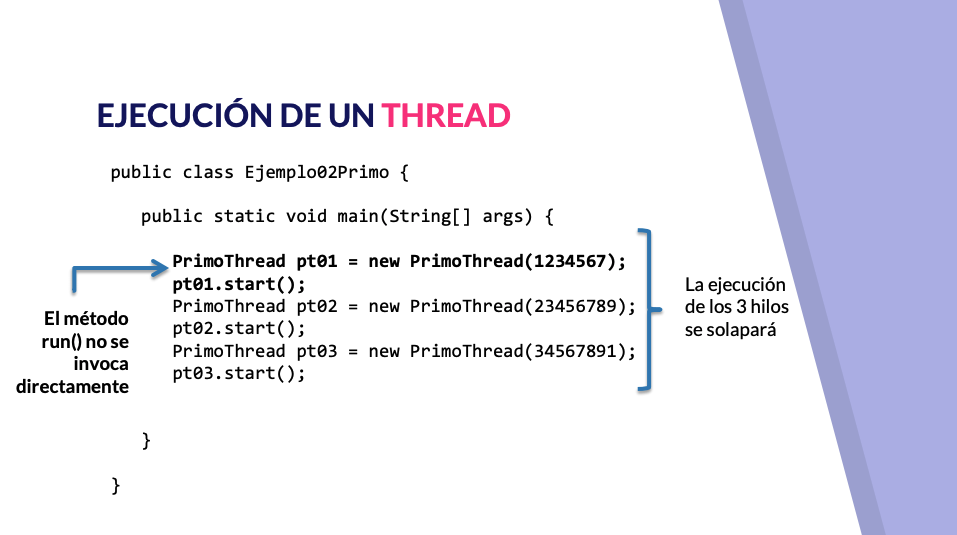 EJECUCIÓN DE UN THREAD
public class Ejemplo02Primo {
public static void main(String[] args) {
PrimoThread pt01 = new PrimoThread(1234567);
pt01.start();
PrimoThread pt02 = new PrimoThread(23456789);
pt02.start();
PrimoThread pt03 = new PrimoThread(34567891);
pt03.start();
}
}
El método
run() no se
invoca
directamente
La ejecución
de los 3 hilos
se solapará